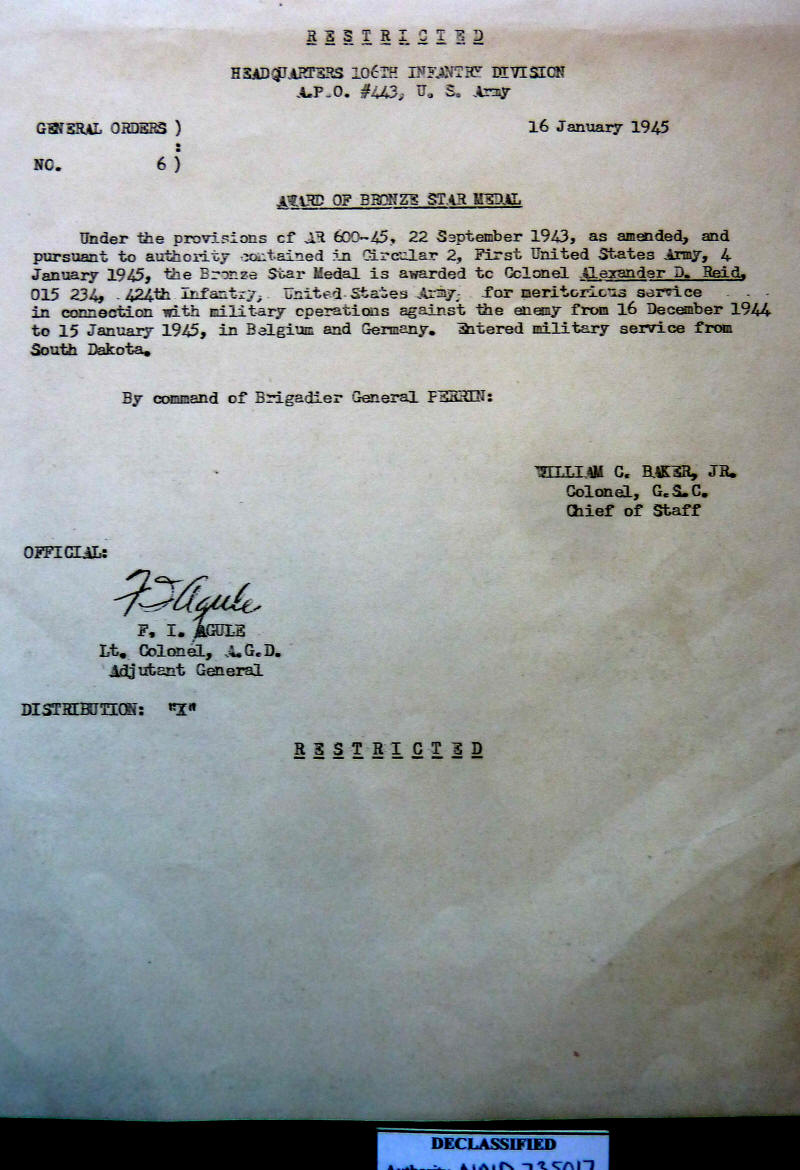 R E S T R I C T E D
HEADQUARTERS 106TH INFANTRY DIVISION
A.P.O. #443, U. S. Army
GENERAL ORDERS ) 16 January 1945
:
NO. 6 )
AWARD OF BRONZE STAR MEDAL
Under the provisions of AR 600-45, 22 September 1943, as amended, and
pursuant to authority contained in Circular 2, First United States Army, 4
January 1945, the Bronze Star Medal is awarded to Colonel Alexander D. Reid,
015 234, 424th Infantry, United States Army, for meritorious service
in connection with military operations against the enemy from 16 December 1944
to 15 January 1945, in Belgium and Germany. Entered military service from
South Dakota.
By command of Brigadier General PERRIN:
WILLIAM C. BAKER, JR.
Colonel, G.S.C.
Chief of Staff
OFFICIAL:
F I Agule
F. I. AGULE
Lt. Colonel, A.G.D.
Adjutant General
DISTRIBUTION: "X"
R E S T R I C T E D
DECLASSIFIED
Authority NND 735017